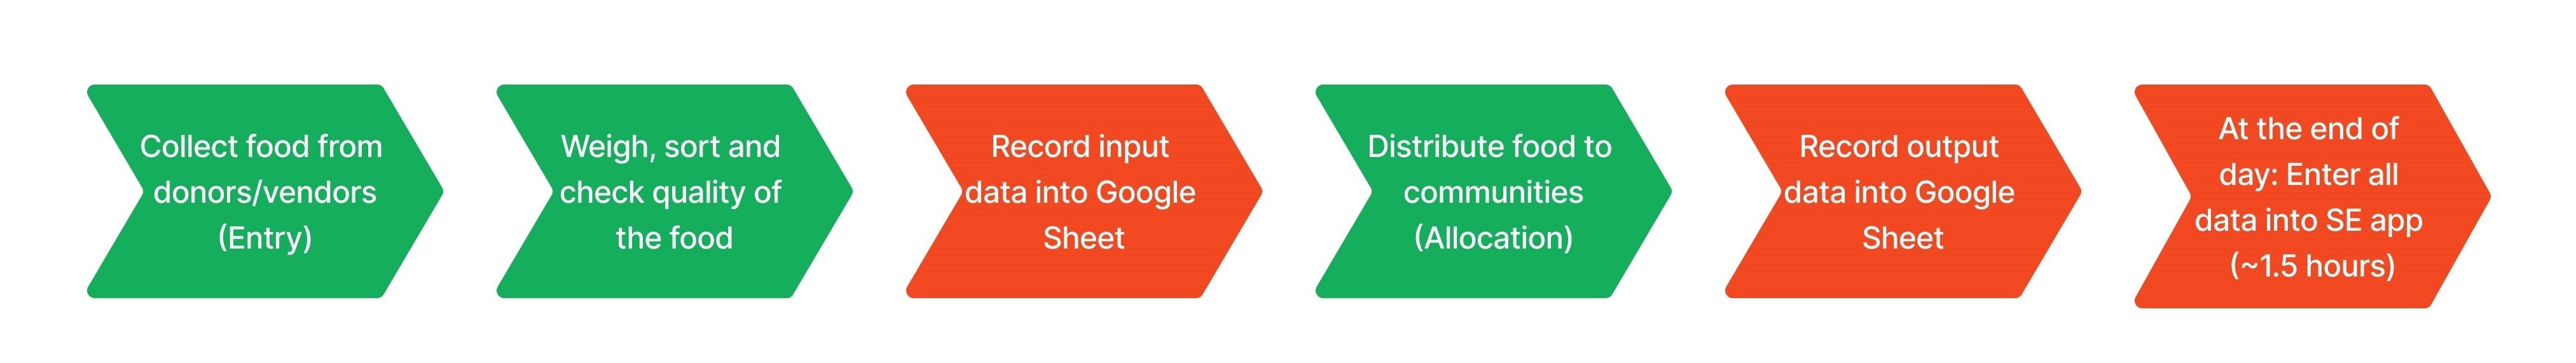 Collect food from
donors/vendors
(Entry)
Weigh, sort and
check quality of
the food
Record input
data into Google
Sheet
Distribute food to
communities
(Allocation)
Record output
data into Google
Sheet
At the end of
day: Enter all
data into SE app
(~1.5 hours)